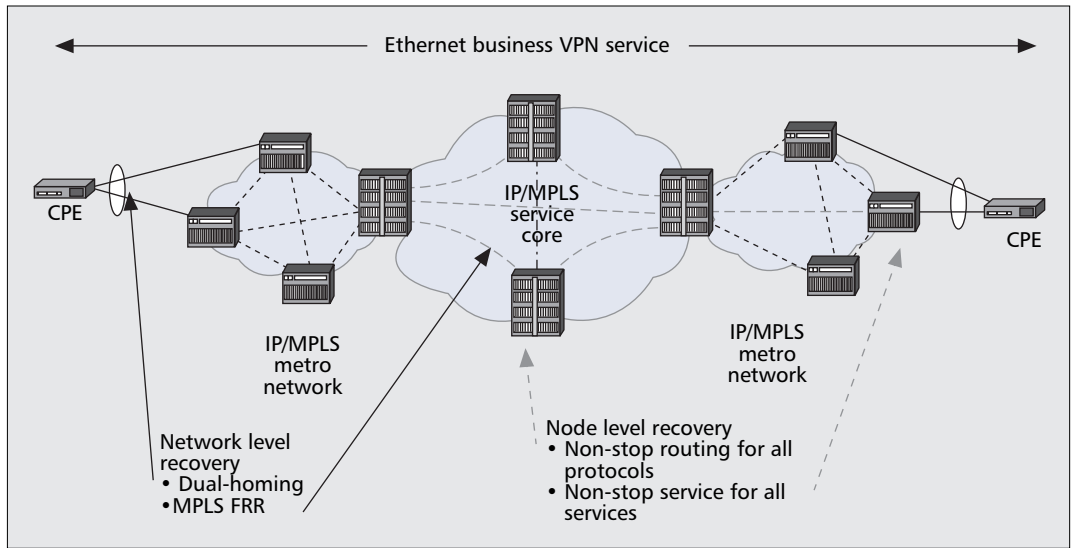 Ethernet business VPN service
CPE
IP/MPLS
service
core
CPE
IP/MPLS
metro
network
IP/MPLS
metro
network
Network level
recovery
• Dual-homing
•MPLS FRR
Node level recovery
• Non-stop routing for all
protocols
• Non-stop service for all
services